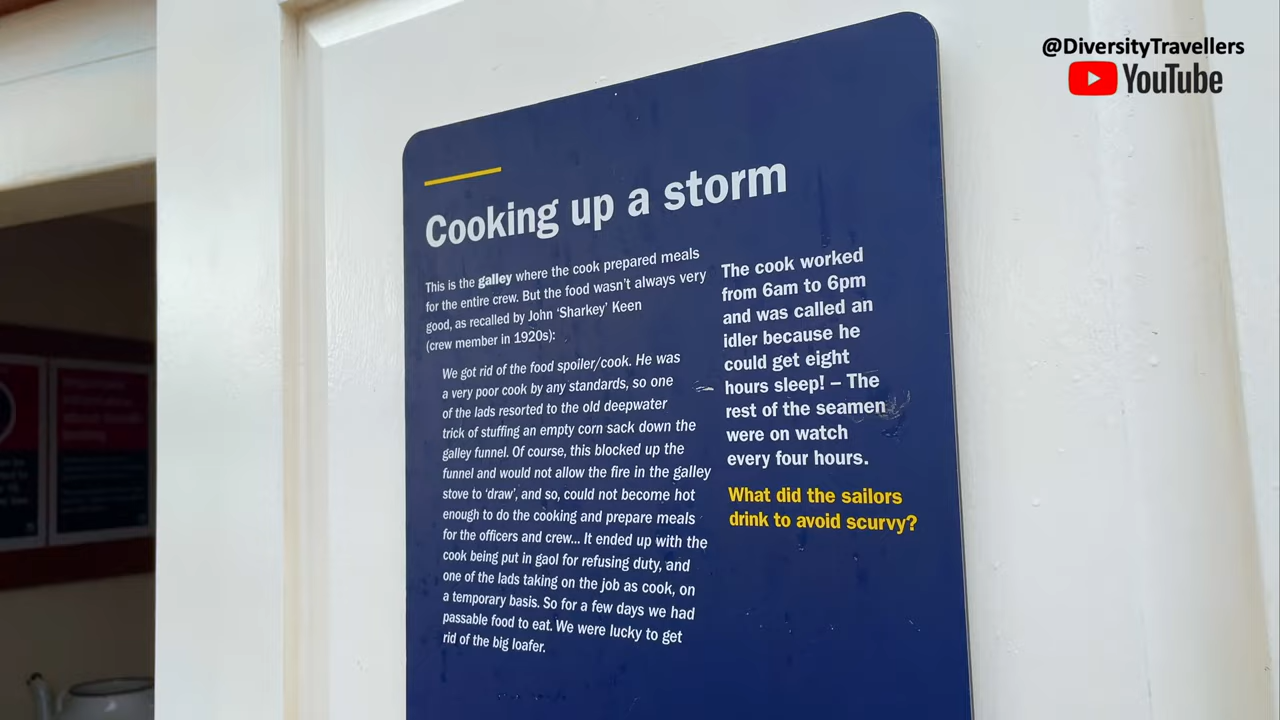 @DiversityTravellers
YouTube
Cooking up a storm
This is the galley where the cook prepared meals
for the entire crew. But the food wasn't always very
good, as recalled by John 'Sharkey' Keen
(crew member in 1920s):
We got rid of the food spoiler/cook. He was
a very poor cook by any standards, so one
of the lads resorted to the old deepwater
trick of stuffing an empty corn sack down the
galley funnel. Of course, this blocked up the
funnel and would not allow the fire in the galley
stove to 'draw', and so, could not become hot
enough to do the cooking and prepare meals
for the officers and crew... It ended up with the
cook being put in gaol for refusing duty, and
one of the lads taking on the job as cook, on
a temporary basis. So for a few days we had
passable food to eat. We were lucky to get
rid of the big loafer.
The cook worked
from 6am to 6pm
and was called an
idler because he
could get eight
hours sleep! – The
rest of the seamen
were on watch
every four hours.
What did the sailors
drink to avoid scurvy?